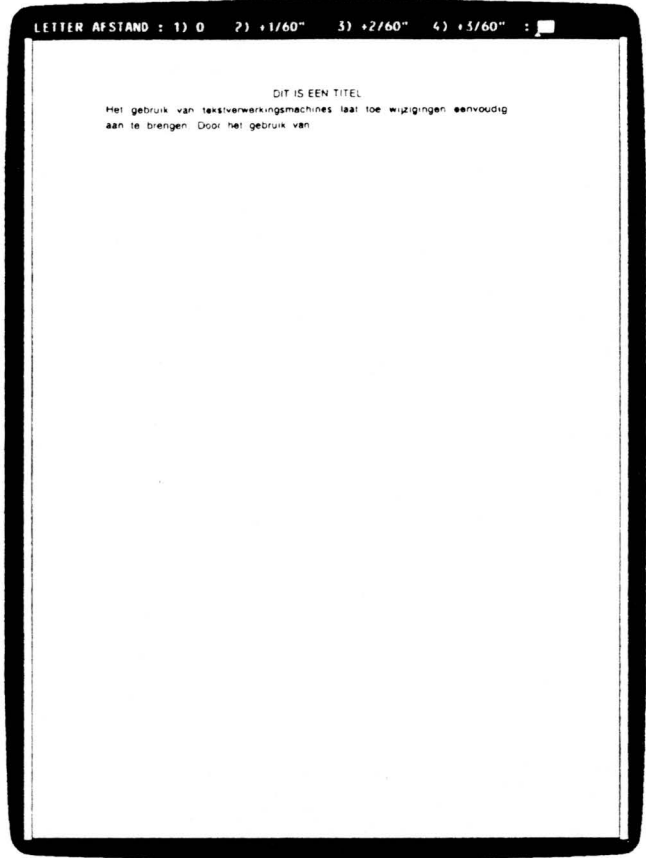 LETTER AFSTAND : 1) 0 2) +1/60" 3) +2/60" 4) +3/60" :
DIT IS EEN TITEL
Het gebruik van tekstverwerkingsmachines laat toe wijzigingen eenvoudig
aan te brengen. Door het gebruik van